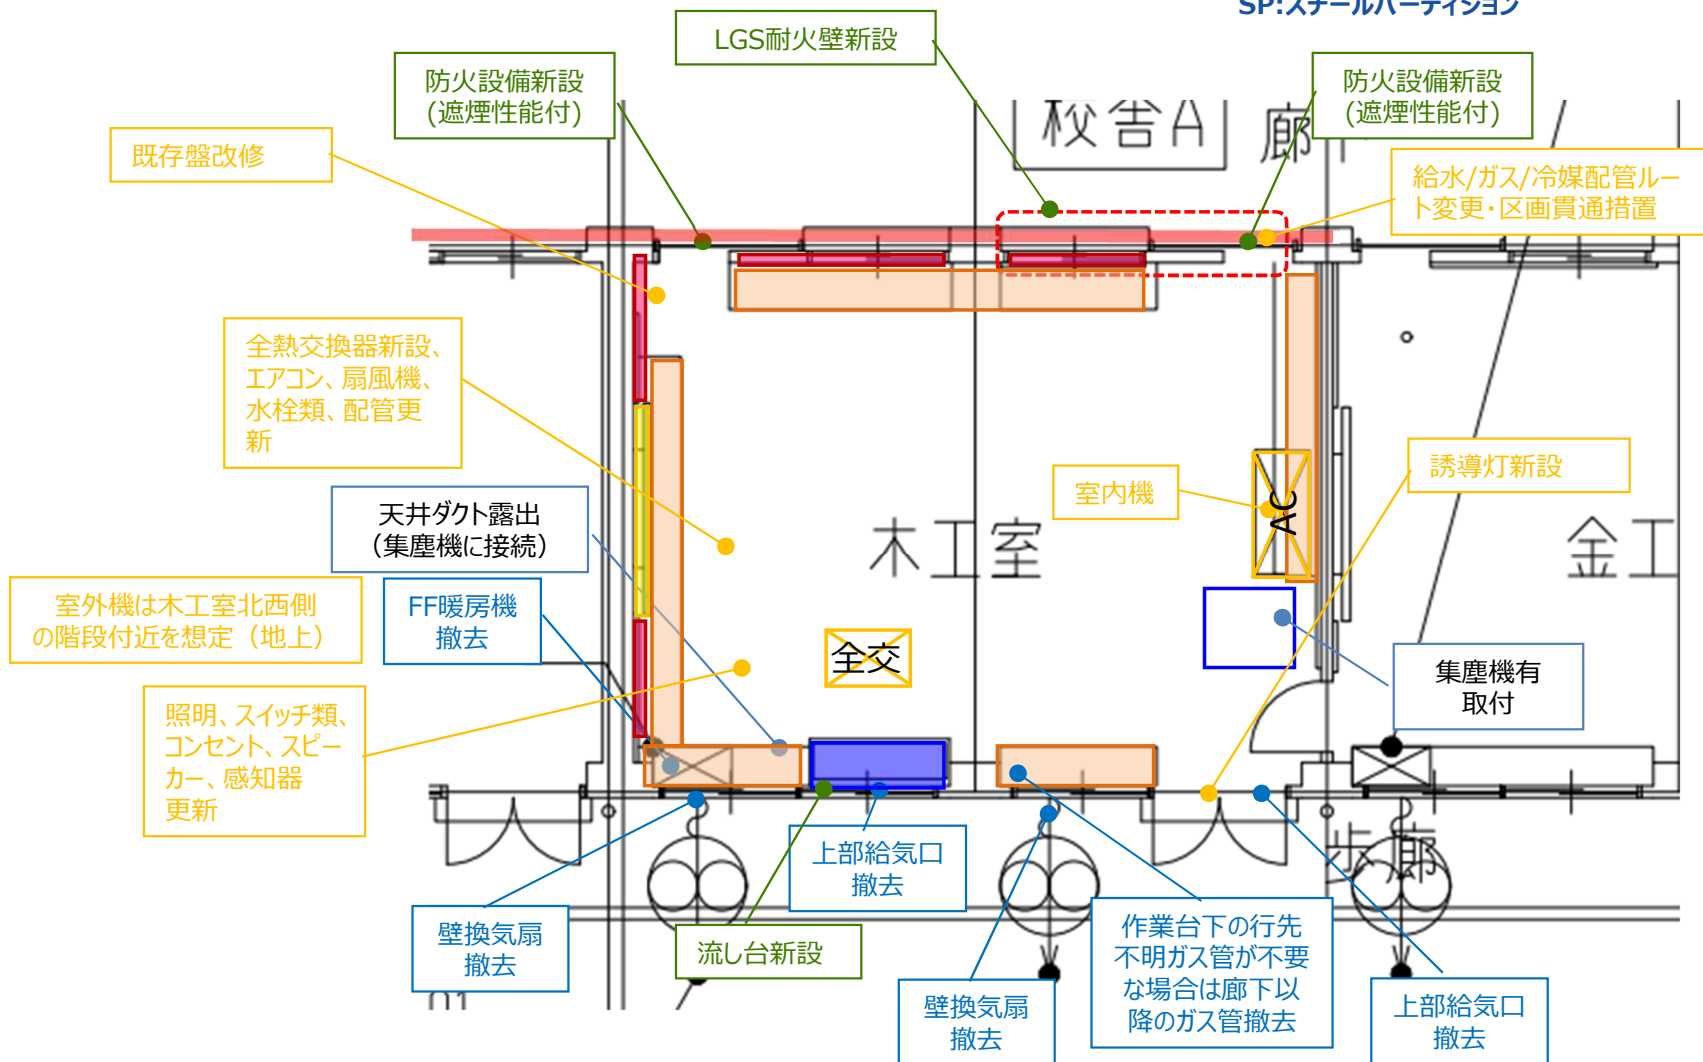 SP:スチールパーティション
LGS耐火壁新設
防火設備新設
(遮煙性能付)
防火設備新設
(遮煙性能付)
校舎A
廊
既存盤改修
給水/ガス/冷媒配管ルー
ト変更・区画貫通措置
全熱交換器新設、
エアコン、扇風機、
水栓類、配管更
新
誘導灯新設
室内機
AC
天井ダクト露出
(集塵機に接続)
木工室
金工
室外機は木工室北西側
の階段付近を想定(地上)
FF暖房機
撤去
全交
集塵機有
取付
照明、スイッチ類、
コンセント、スピー
カー、感知器
更新
上部給気口
撤去
歩廊
壁換気扇
撤去
流し台新設
作業台下の行先
不明ガス管が不要
な場合は廊下以
降のガス管撤去
壁換気扇
撤去
上部給気口
撤去